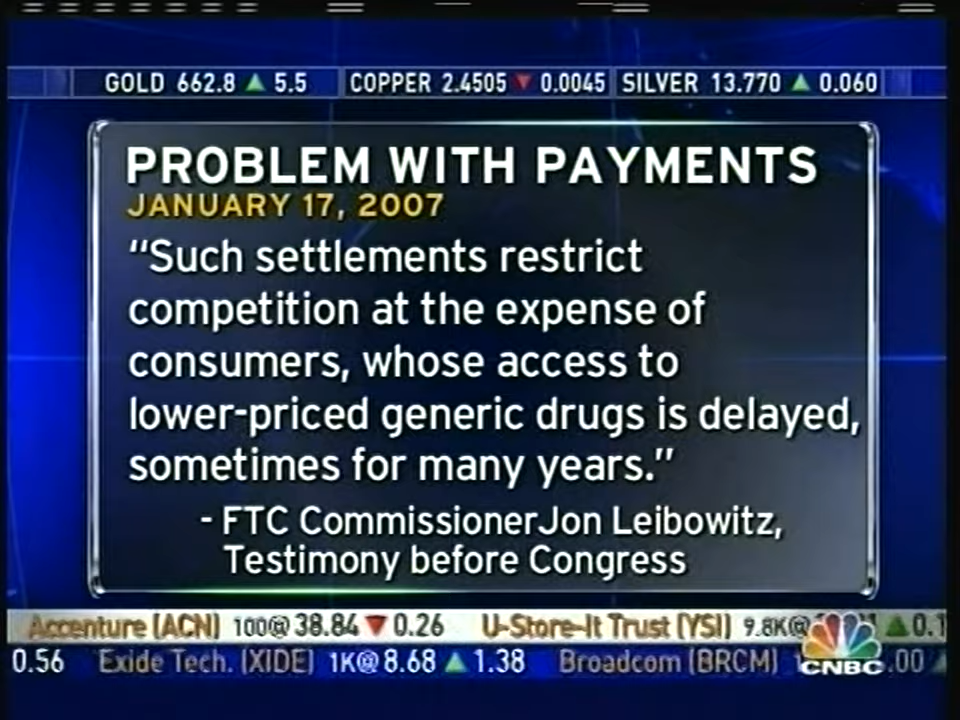 GOLD 662.8 ▲ 5.5 COPPER 2.4505 ▼ 0.0045 SILVER 13.770 ▲ 0.060
PROBLEM WITH PAYMENTS
JANUARY 17, 2007
“Such settlements restrict
competition at the expense of
consumers, whose access to
lower-priced generic drugs is delayed,
sometimes for many years.”
- FTC CommissionerJon Leibowitz,
Testimony before Congress
Accenture (ACN) 100@38.84 ▼ 0.26 U-Store-It Trust (YSI) 9.8K@ ▲ 0.1
0.56 Exide Tech. (XIDE) 1K@8.68 ▲ 1.38 Broadcom (BRCM) .00
CNBC